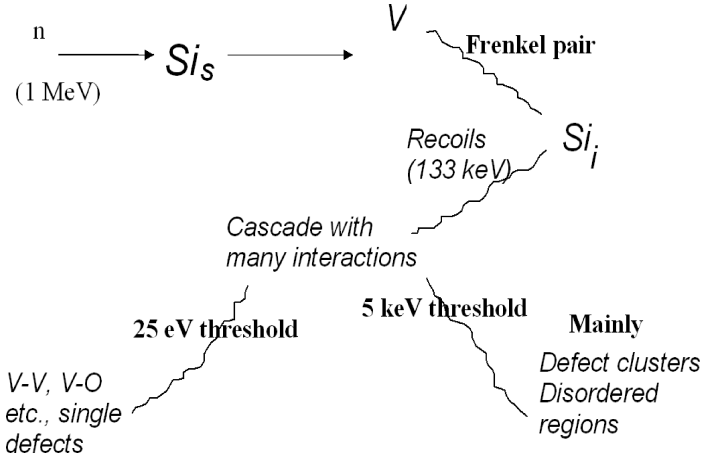 n
(1 MeV)
Si_s
V
Frenkel pair
Si_i
Recoils
(133 keV)
Cascade with
many interactions
25 eV threshold
5 keV threshold
V-V, V-O
etc., single
defects
Mainly
Defect clusters
Disordered
regions